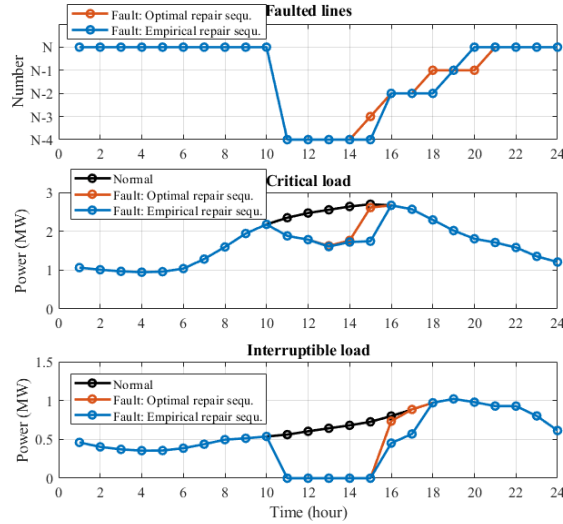 Faulted lines
Fault: Optimal repair sequ.
Fault: Empirical repair sequ.
Number
N
N-1
N-2
N-3
N-4
0 2 4 6 8 10 12 14 16 18 20 22 24
Critical load
Normal
Fault: Optimal repair sequ.
Fault: Empirical repair sequ.
Power (MW)
3
2
1
0
0 2 4 6 8 10 12 14 16 18 20 22 24
Interruptible load
Normal
Fault: Optimal repair sequ.
Fault: Empirical repair sequ.
Power (MW)
1.5
1
0.5
0
0 2 4 6 8 10 12 14 16 18 20 22 24
Time (hour)